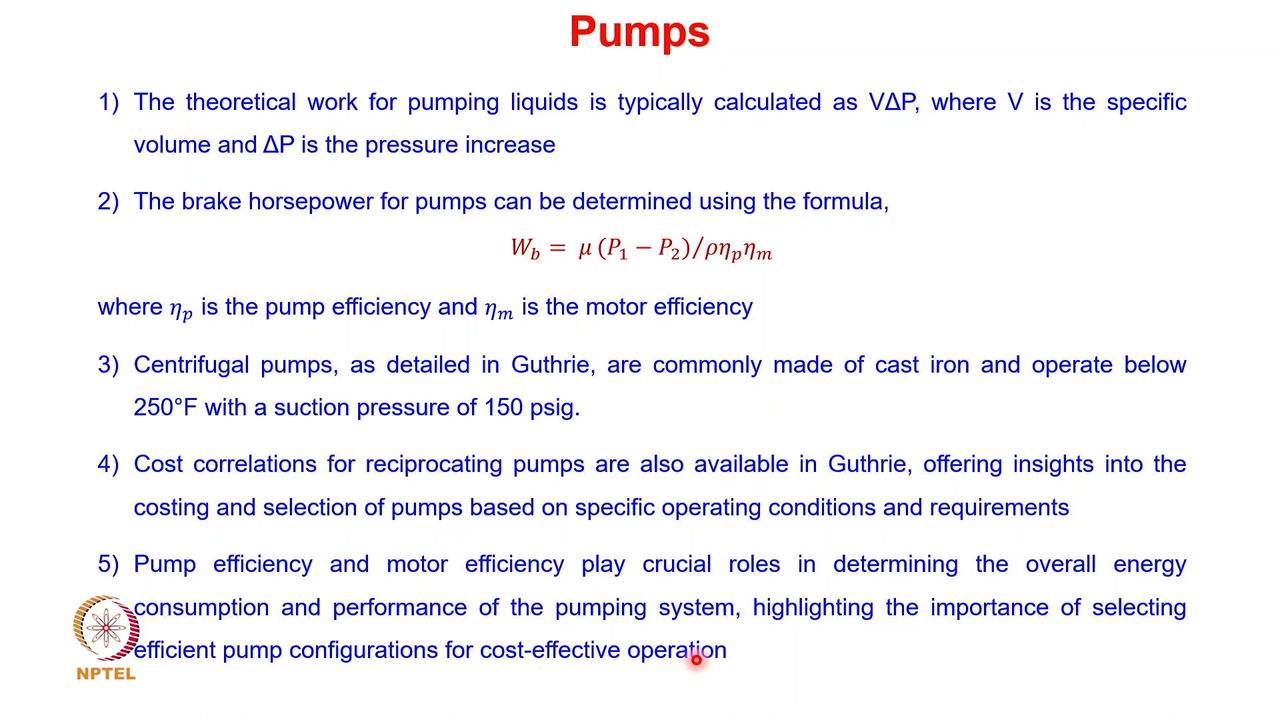 Pumps
1) The theoretical work for pumping liquids is typically calculated as VΔP, where V is the specific
volume and ΔP is the pressure increase
2) The brake horsepower for pumps can be determined using the formula,
W_b = μ (P_1 − P_2)/ρη_pη_m
where η_p is the pump efficiency and η_m is the motor efficiency
3) Centrifugal pumps, as detailed in Guthrie, are commonly made of cast iron and operate below
250°F with a suction pressure of 150 psig.
4) Cost correlations for reciprocating pumps are also available in Guthrie, offering insights into the
costing and selection of pumps based on specific operating conditions and requirements
5) Pump efficiency and motor efficiency play crucial roles in determining the overall energy
consumption and performance of the pumping system, highlighting the importance of selecting
efficient pump configurations for cost-effective operation
NPTEL